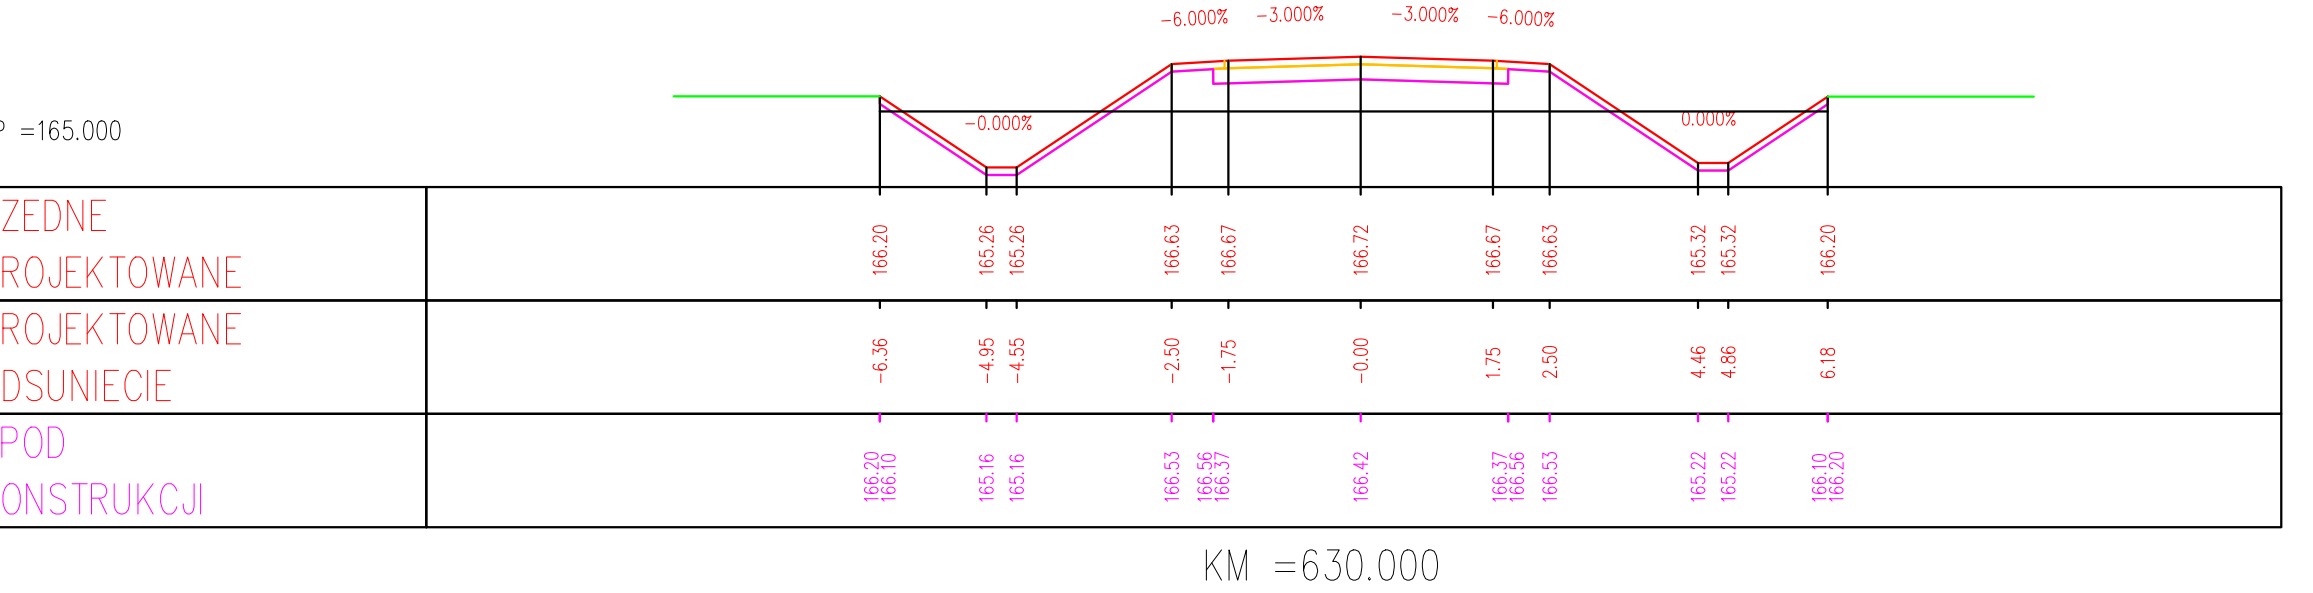 -6.000% -3.000% -3.000% -6.000%
-0.000% 0.000%
P =165.000
ZEDNE
ROJEKTOWANE
166.20 165.26 165.26 166.63 166.67 166.72 166.67 166.63 165.32 165.32 166.20
ROJEKTOWANE
DSUNIECIE
-6.36 -4.95 -4.55 -2.50 -1.75 -0.00 1.75 2.50 4.46 4.86 6.18
POD
ONSTRUKCJI
166.20 166.10 165.16 165.16 166.53 166.56 166.37 166.42 166.37 166.56 166.53 165.22 165.22 166.10 166.20
KM =630.000